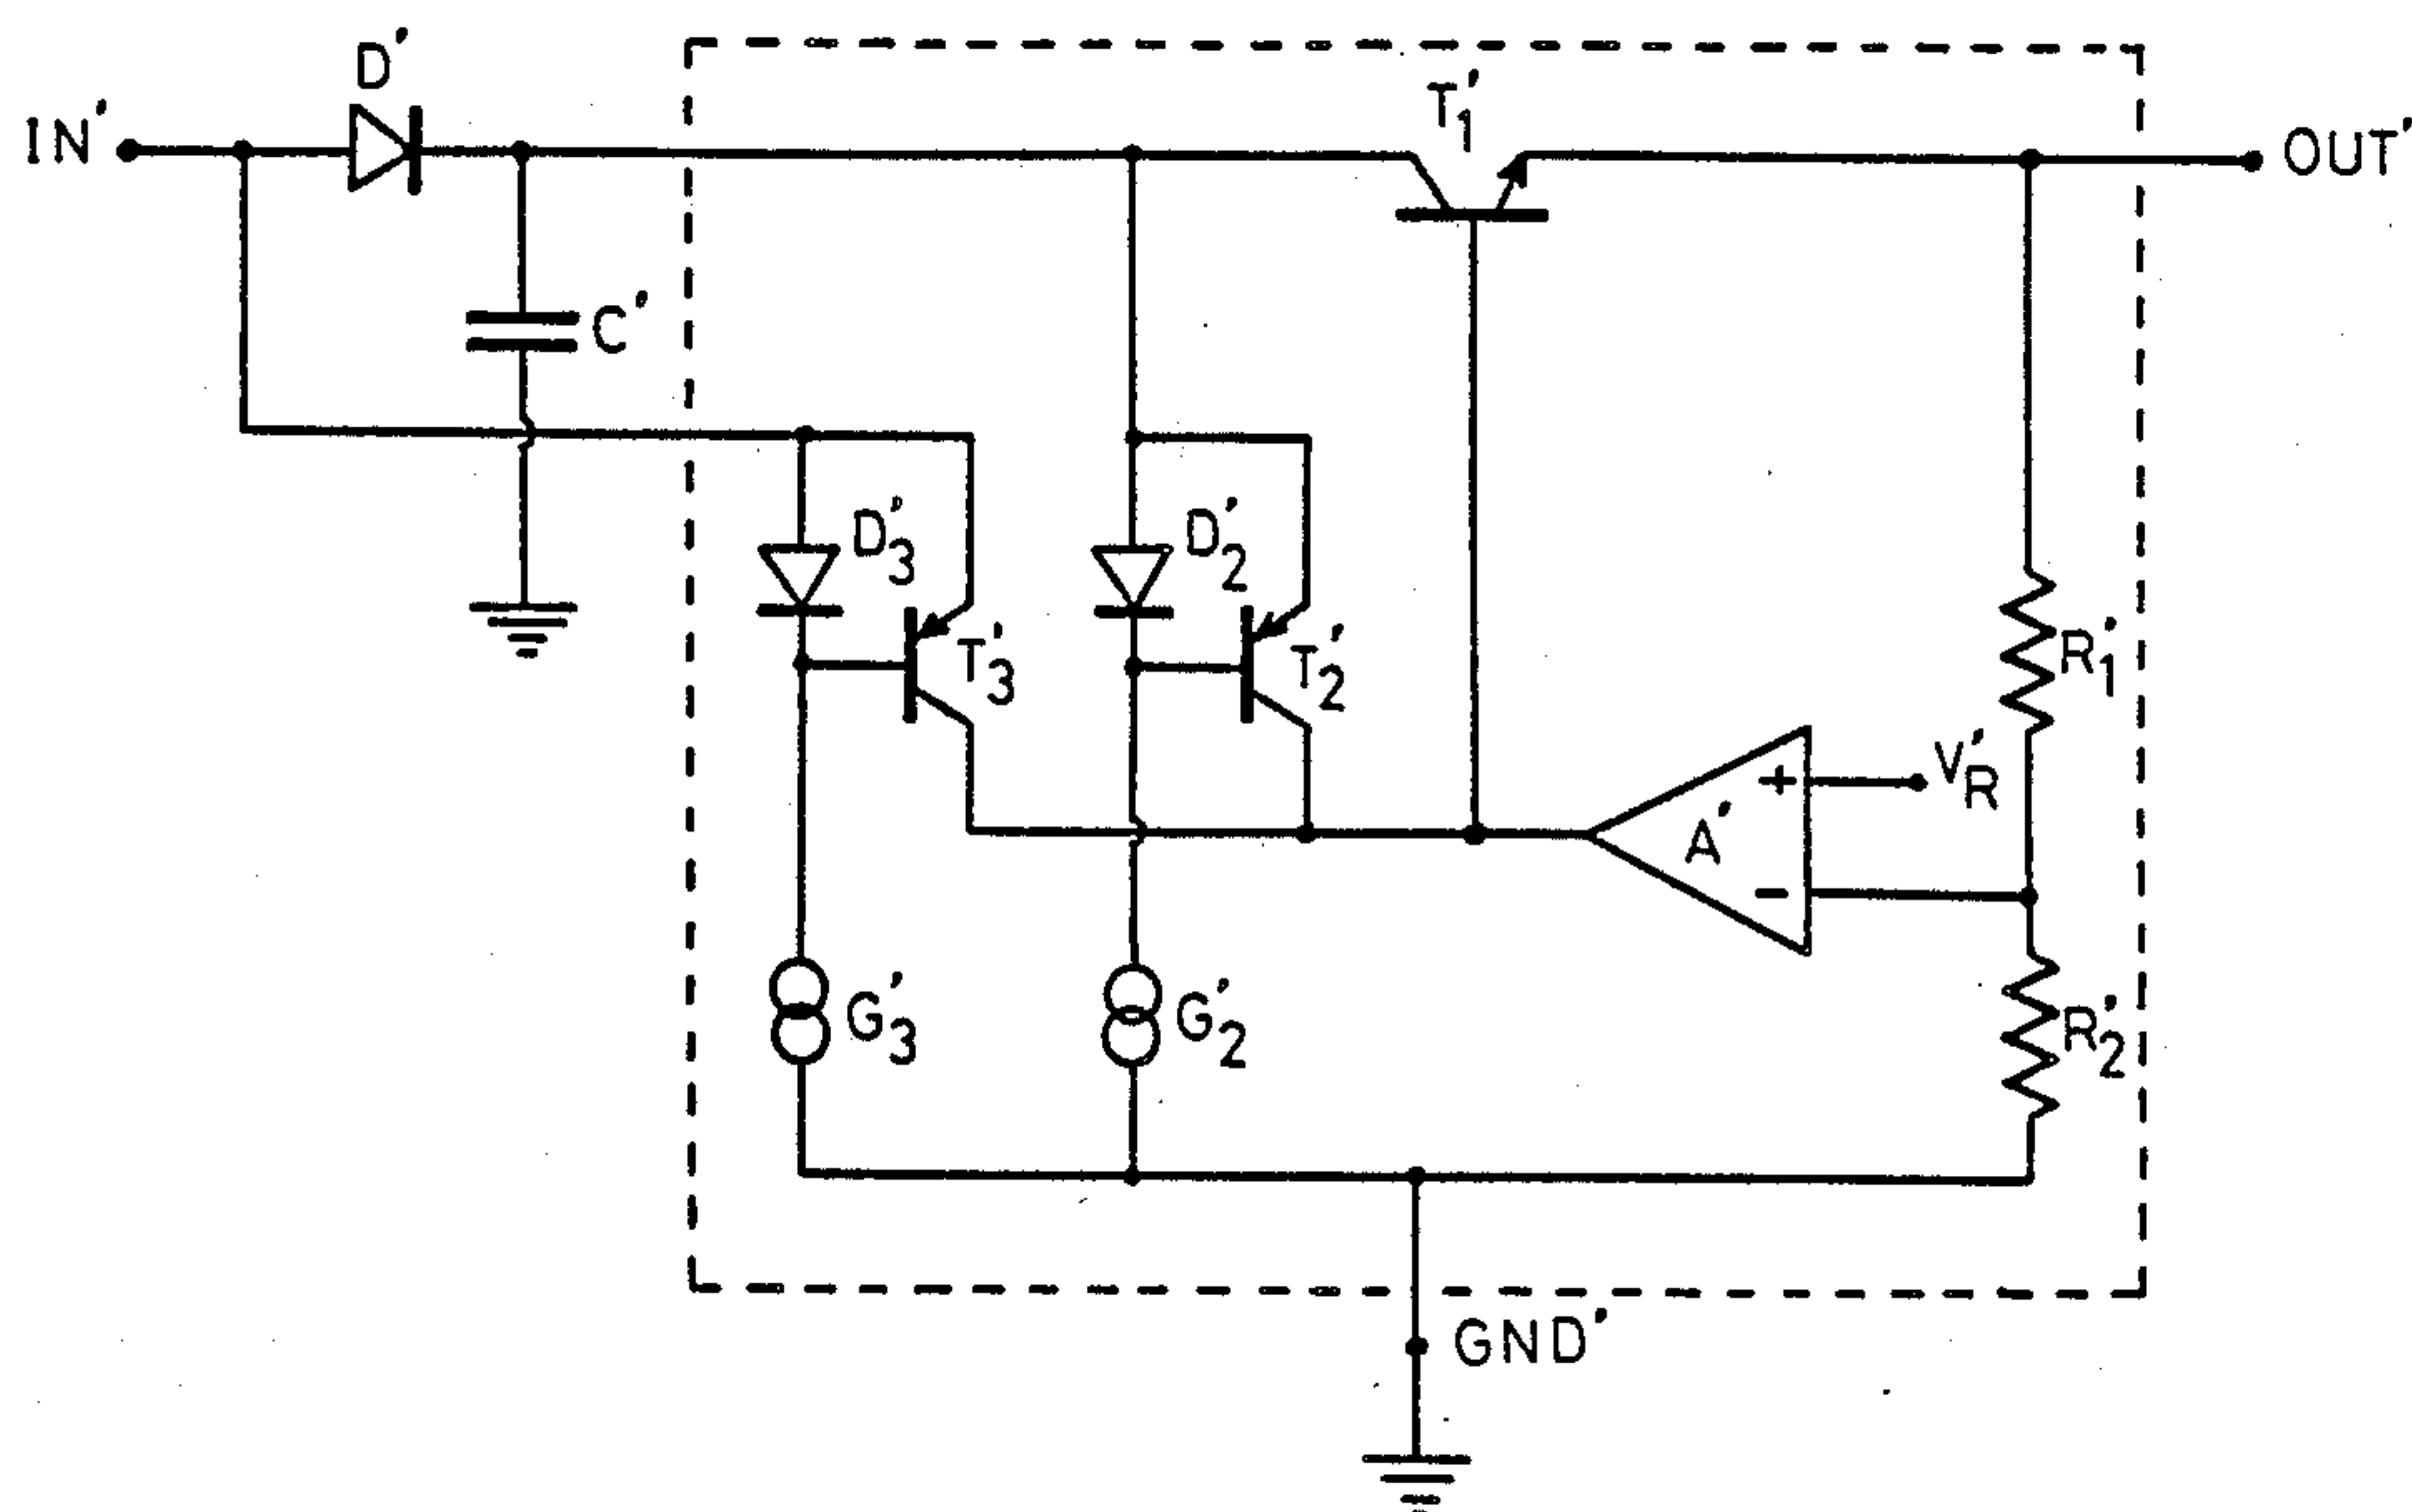 D'
IN'
T'1
OUT'
C'
D'3
D'2
T'3
T'2
R'1
+
V'R
A'
-
G'3
G'2
R'2
GND'